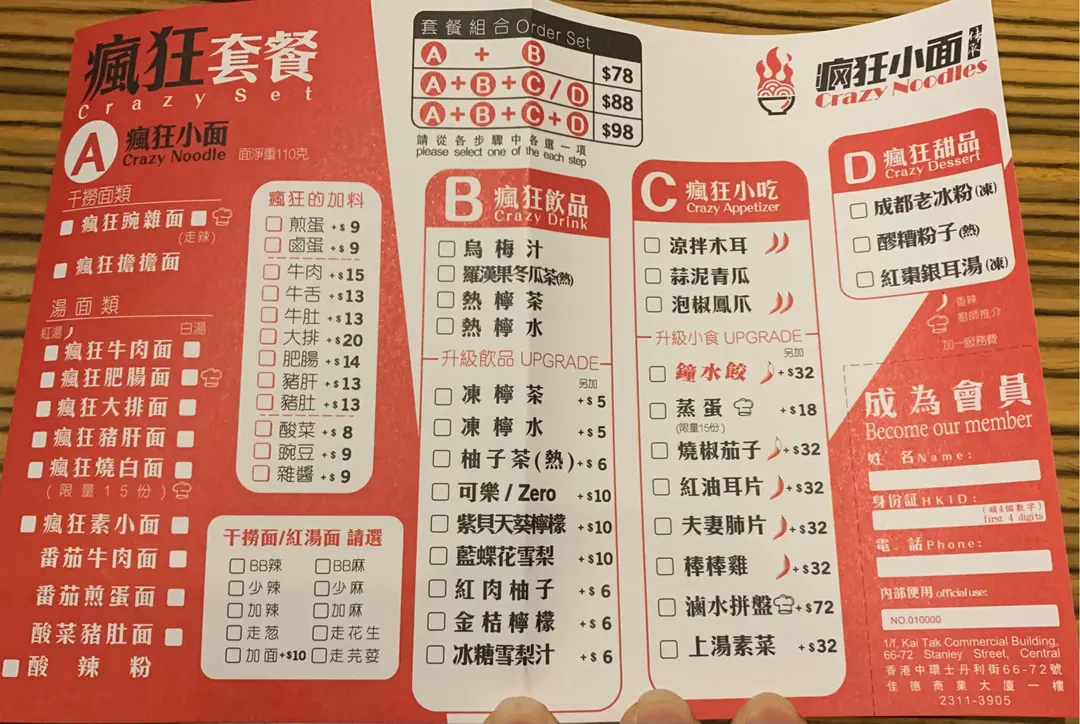 瘋狂套餐
Crazy Set
A 瘋狂小面
Crazy Noodle 面淨重110克
干撈面類
瘋狂豌雜面
(走辣)
瘋狂擔擔面
湯面類
紅湯 白湯
瘋狂牛肉面
瘋狂肥腸面
瘋狂大排面
瘋狂豬肝面
瘋狂燒白面
(限量15份)
瘋狂素小面
番茄牛肉面
番茄煎蛋面
酸菜豬肚面
酸辣粉
瘋狂的加料
煎蛋 +$9
鹵蛋 +$9
牛肉 +$15
牛舌 +$13
牛肚 +$13
大排 +$20
肥腸 +$14
豬肝 +$13
豬肚 +$13
酸菜 +$8
豌豆 +$9
雜醬 +$9
干撈面/紅湯面 請選
BB辣 BB麻
少辣 少麻
加辣 加麻
走葱 走花生
加面+$10 走芫荽
套餐組合 Order Set
A + B $78
A+B+C/D $88
A+B+C+D $98
請從各步驟中各選一項
please select one of the each step
B 瘋狂飲品
Crazy Drink
烏梅汁
羅漢果冬瓜茶(熱)
熱檸茶
熱檸水
升級飲品 UPGRADE
另加
凍檸茶 +$5
凍檸水 +$5
柚子茶(熱) +$6
可樂/Zero +$10
紫貝天葵檸檬 +$10
藍蝶花雪梨 +$10
紅肉柚子 +$6
金桔檸檬 +$6
冰糖雪梨汁 +$6
C 瘋狂小吃
Crazy Appetizer
涼拌木耳
蒜泥青瓜
泡椒鳳爪
升級小食 UPGRADE
另加
鐘水餃 +$32
蒸蛋 +$18
(限量15份)
燒椒茄子 +$32
紅油耳片 +$32
夫妻肺片 +$32
棒棒雞 +$32
滷水拼盤 +$72
上湯素菜 +$32
瘋狂小面
Crazy Noodles
D 瘋狂甜品
Crazy Dessert
成都老冰粉(凍)
醪糟粉子(熱)
紅棗銀耳湯(凍)
香辣
廚師推介
加一服務費
成為會員
Become our member
姓 名Name:
身份証HKID:
(頭4個數字)
first 4 digits
電 話Phone:
內部使用 official use:
NO.010000
1/f, Kai Tak Commercial Building,
66-72 Stanley Street, Central
香港中環士丹利街66-72號
佳德商業大廈一樓
2311-3905